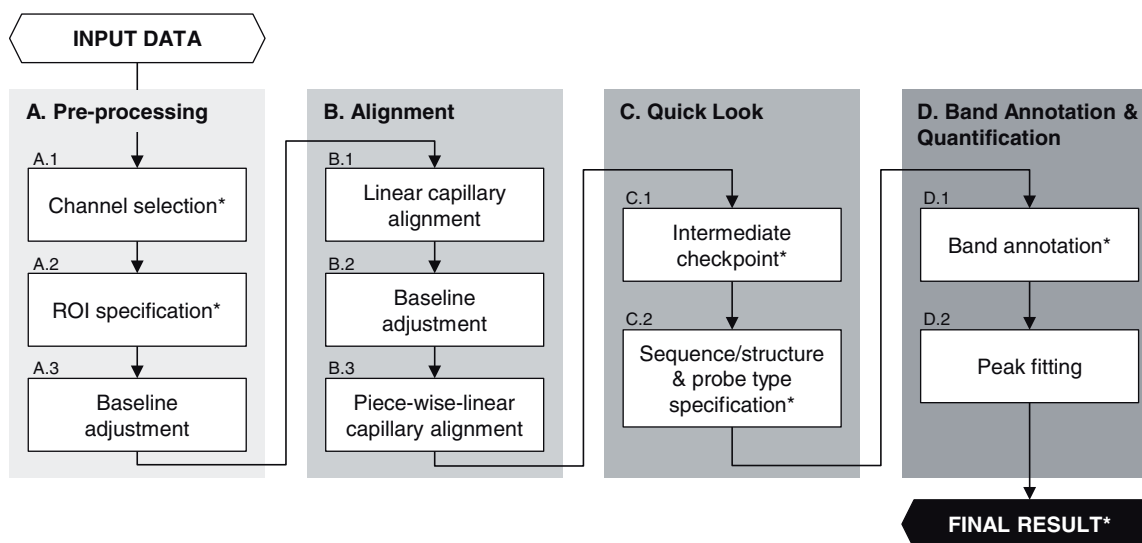 INPUT DATA
A. Pre-processing
A.1
Channel selection*
A.2
ROI specification*
A.3
Baseline
adjustment
B. Alignment
B.1
Linear capillary
alignment
B.2
Baseline
adjustment
B.3
Piece-wise-linear
capillary alignment
C. Quick Look
C.1
Intermediate
checkpoint*
C.2
Sequence/structure
& probe type
specification*
D. Band Annotation &
Quantification
D.1
Band annotation*
D.2
Peak fitting
FINAL RESULT*